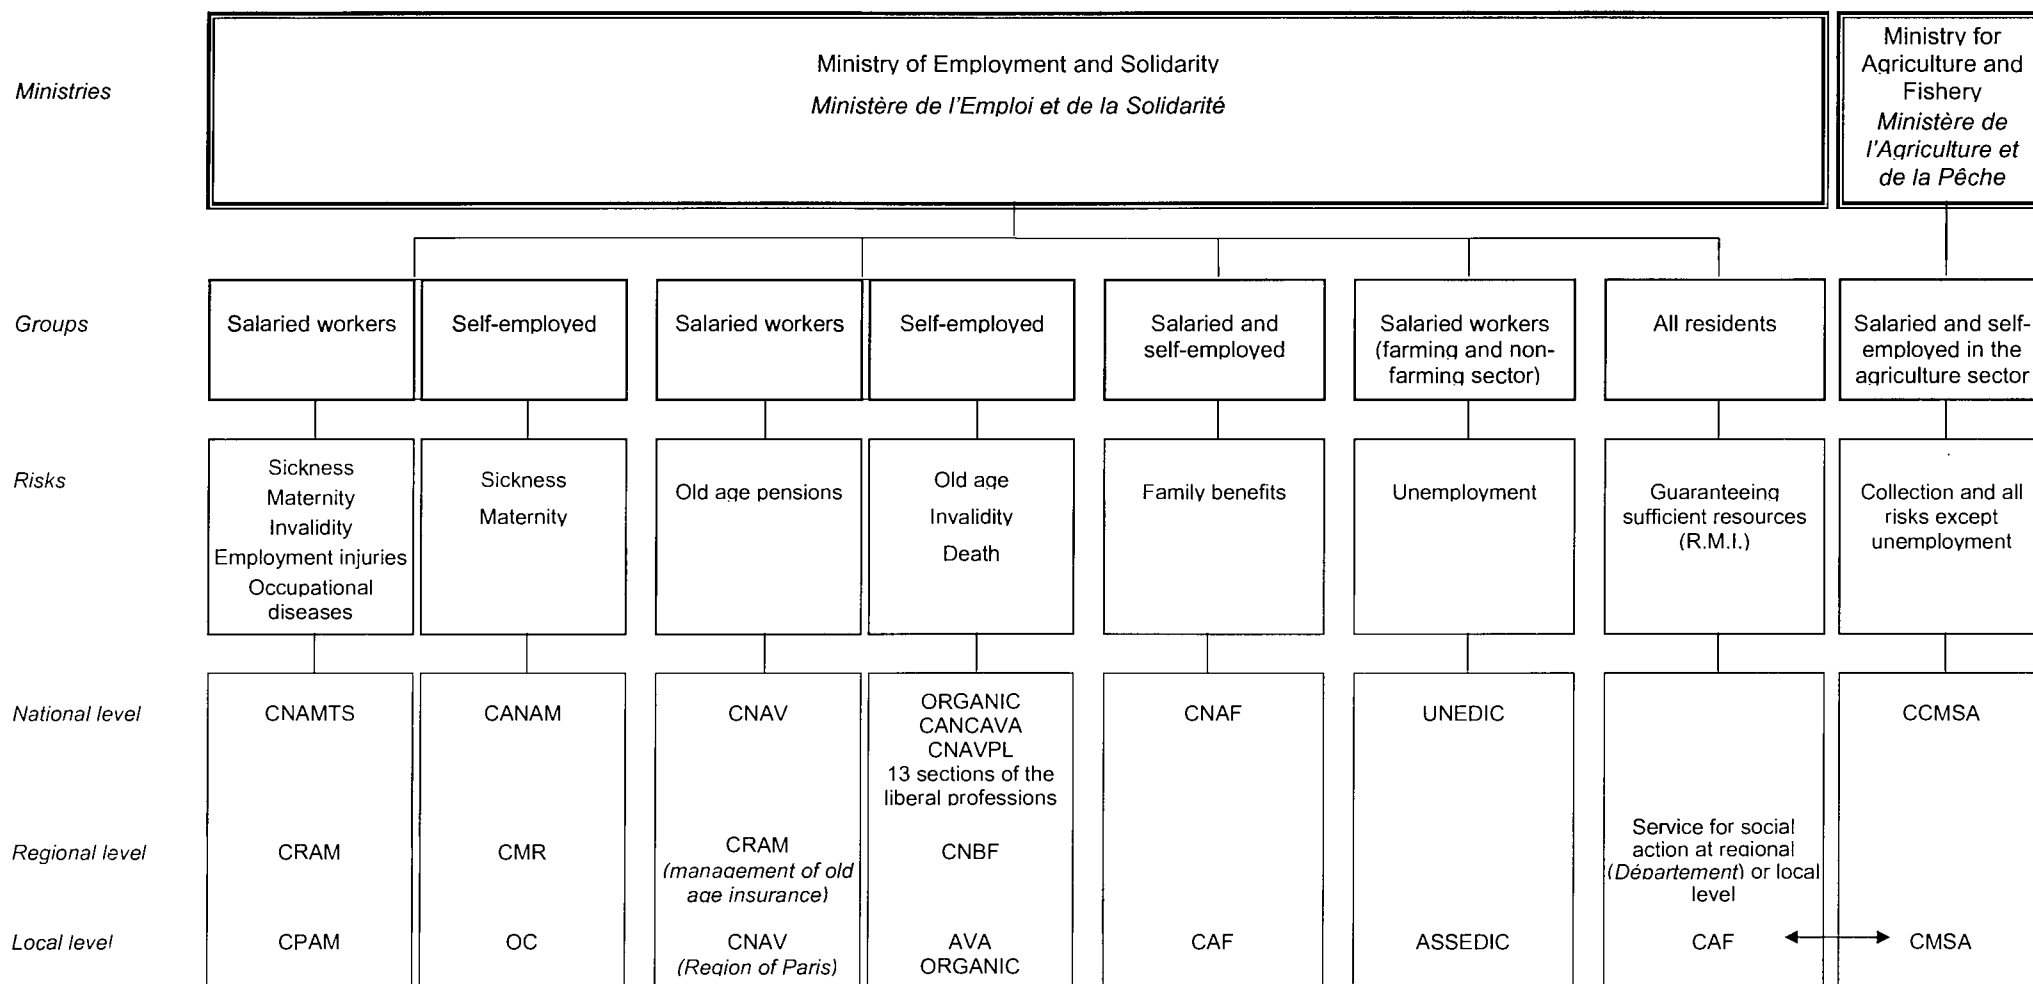 Ministries
Ministry of Employment and Solidarity
Ministère de l'Emploi et de la Solidarité
Ministry for
Agriculture and
Fishery
Ministère de
l'Agriculture et
de la Pêche
Groups
Salaried workers
Self-employed
Salaried workers
Self-employed
Salaried and
self-employed
Salaried workers
(farming and non-
farming sector)
All residents
Salaried and self-
employed in the
agriculture sector
Risks
Sickness
Maternity
Invalidity
Employment injuries
Occupational
diseases
Sickness
Maternity
Old age pensions
Old age
Invalidity
Death
Family benefits
Unemployment
Guaranteeing
sufficient resources
(R.M.I.)
Collection and all
risks except
unemployment
National level
CNAMTS
CANAM
CNAV
ORGANIC
CANCAVA
CNAVPL
13 sections of the
liberal professions
CNAF
UNEDIC
CCMSA
Regional level
CRAM
CMR
CRAM
(management of old
age insurance)
CNBF
Service for social
action at regional
(Département) or local
level
Local level
CPAM
OC
CNAV
(Region of Paris)
AVA
ORGANIC
CAF
ASSEDIC
CAF
CMSA